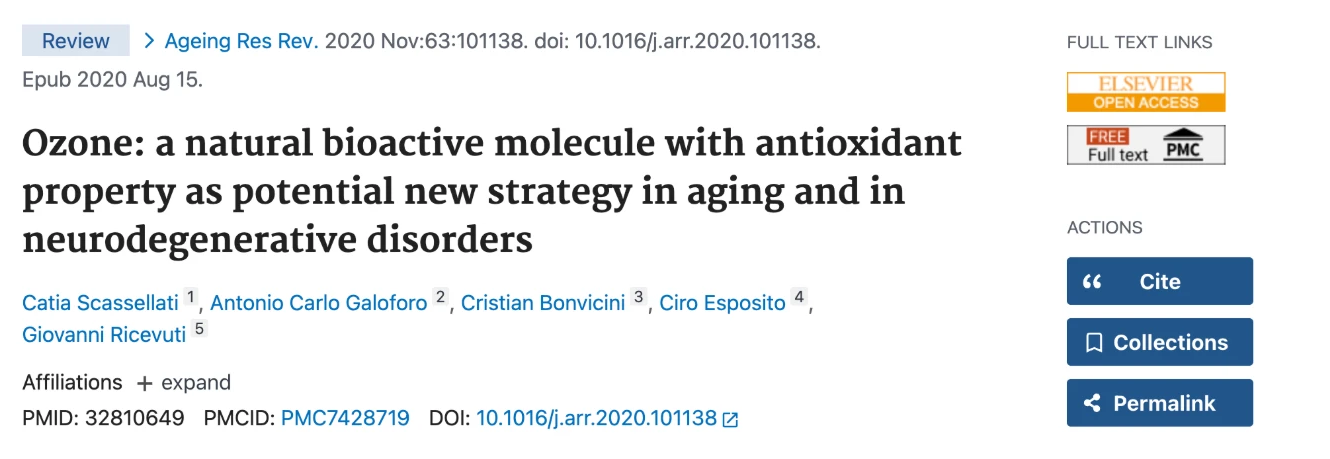 Review > Ageing Res Rev. 2020 Nov:63:101138. doi: 10.1016/j.arr.2020.101138.
Epub 2020 Aug 15.
Ozone: a natural bioactive molecule with antioxidant
property as potential new strategy in aging and in
neurodegenerative disorders
Catia Scassellati 1, Antonio Carlo Galoforo 2, Cristian Bonvicini 3, Ciro Esposito 4,
Giovanni Ricevuti 5
Affiliations + expand
PMID: 32810649 PMCID: PMC7428719 DOI: 10.1016/j.arr.2020.101138
FULL TEXT LINKS
ELSEVIER
OPEN ACCESS
FREE
Full text PMC
ACTIONS
Cite
Collections
Permalink